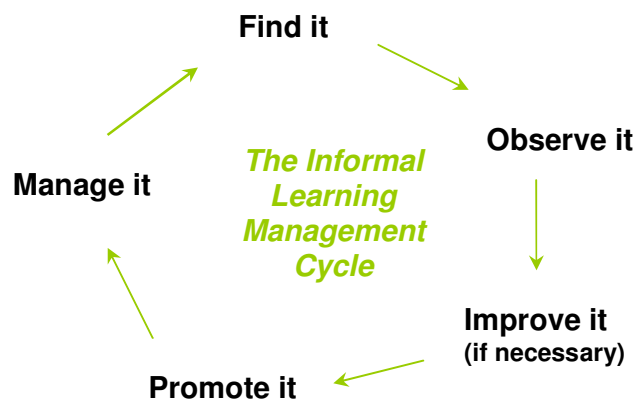 Find it
Observe it
Improve it
(if necessary)
Promote it
Manage it
The Informal
Learning
Management
Cycle